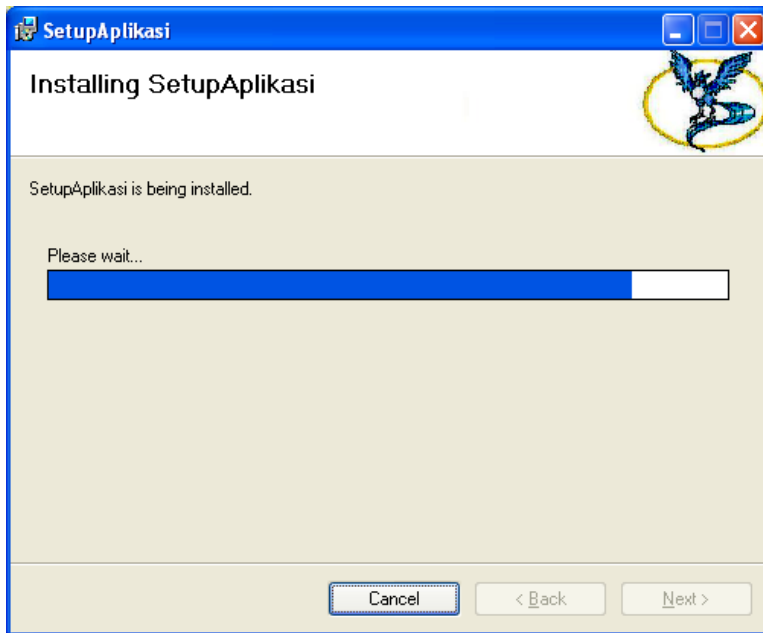 SetupAplikasi
Installing SetupAplikasi
SetupAplikasi is being installed.
Please wait...
Cancel
< Back
Next >